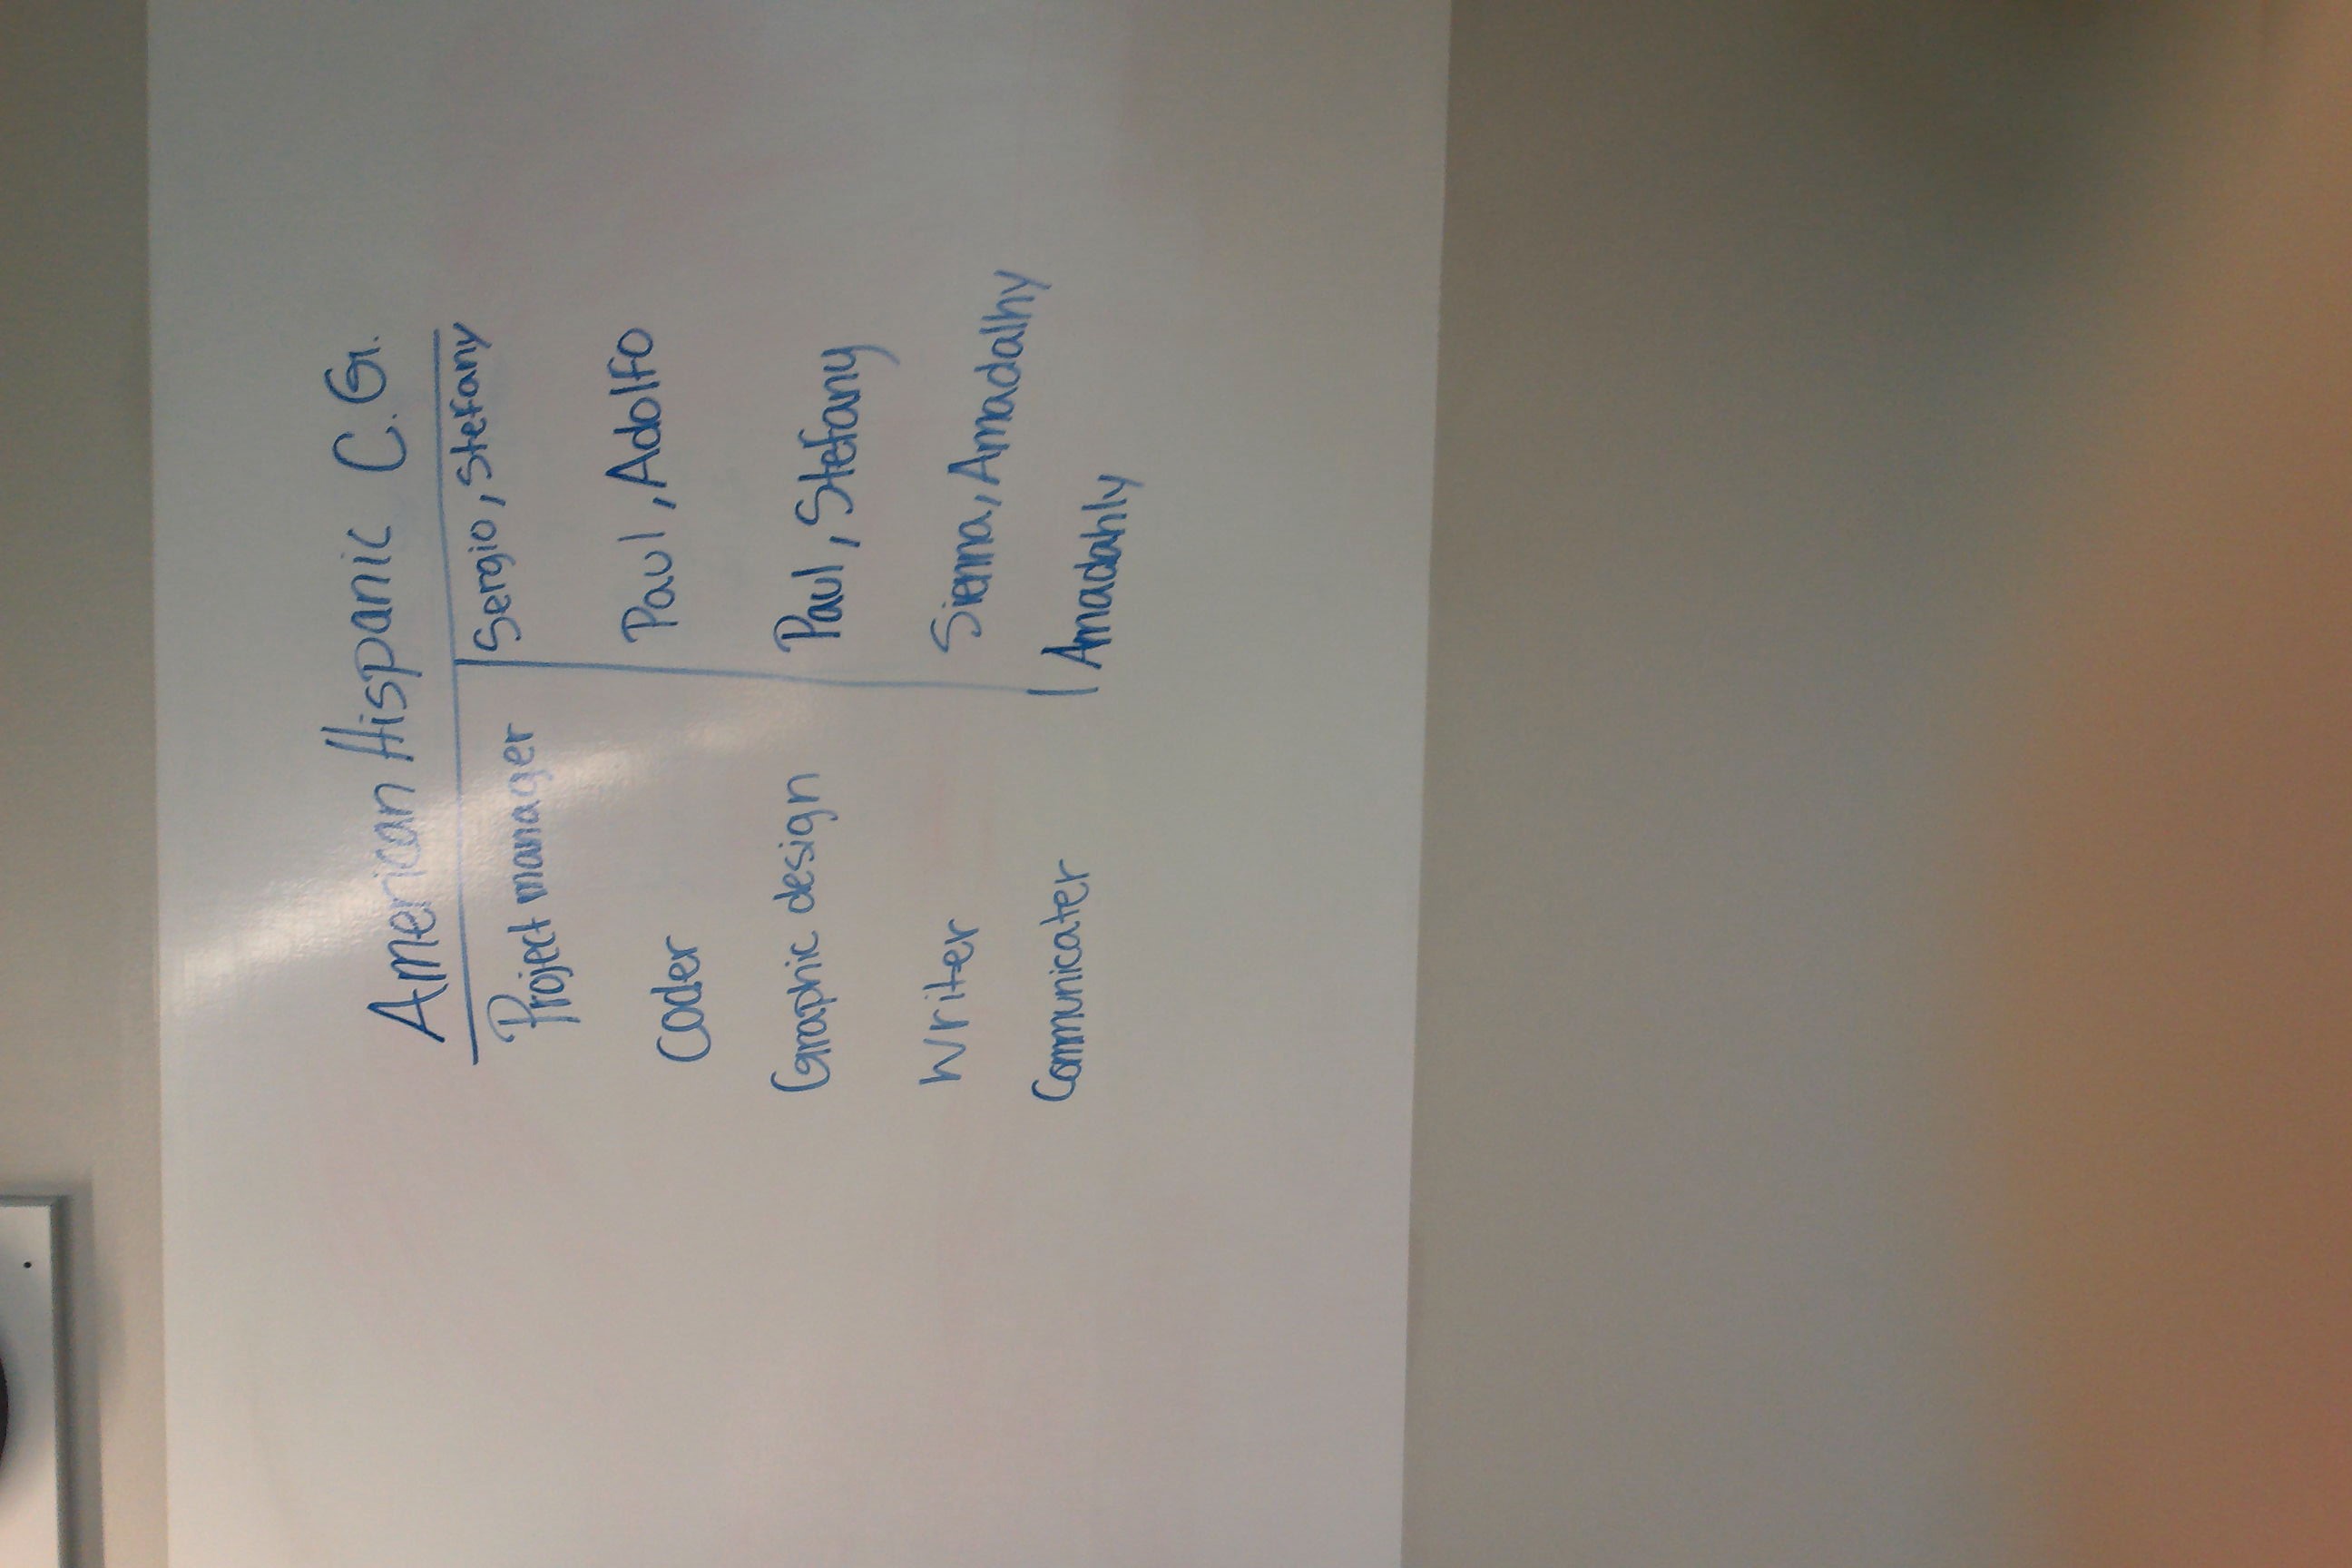 American Hispanic C.G.
Project manager Sergio, Stefany
Coder Paul, Adolfo
Graphic design Paul, Stefany
Writer Sienna, Amadalhy
Communicater Amadahly